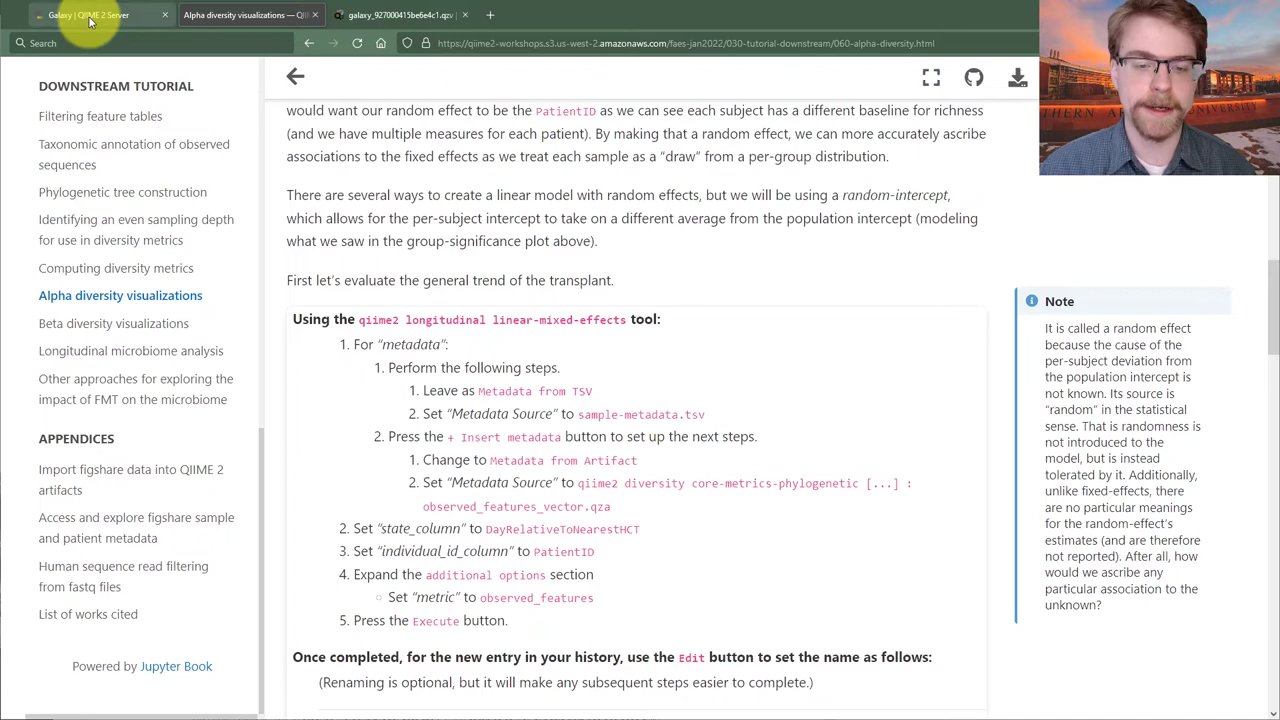 Galaxy | QIIME 2 Server
Alpha diversity visualizations — QII
galaxy_927000415be6e4c1.qzv |
Search
https://qiime2-workshops.s3.us-west-2.amazonaws.com/faes-jan2022/030-tutorial-downstream/060-alpha-diversity.html
DOWNSTREAM TUTORIAL
Filtering feature tables
Taxonomic annotation of observed
sequences
Phylogenetic tree construction
Identifying an even sampling depth
for use in diversity metrics
Computing diversity metrics
Alpha diversity visualizations
Beta diversity visualizations
Longitudinal microbiome analysis
Other approaches for exploring the
impact of FMT on the microbiome
APPENDICES
Import figshare data into QIIME 2
artifacts
Access and explore figshare sample
and patient metadata
Human sequence read filtering
from fastq files
List of works cited
Powered by Jupyter Book
would want our random effect to be the PatientID as we can see each subject has a different baseline for richness
(and we have multiple measures for each patient). By making that a random effect, we can more accurately ascribe
associations to the fixed effects as we treat each sample as a “draw” from a per-group distribution.
There are several ways to create a linear model with random effects, but we will be using a random-intercept,
which allows for the per-subject intercept to take on a different average from the population intercept (modeling
what we saw in the group-significance plot above).
First let’s evaluate the general trend of the transplant.
Using the qiime2 longitudinal linear-mixed-effects tool:
1. For “metadata”:
1. Perform the following steps.
1. Leave as Metadata from TSV
2. Set “Metadata Source” to sample-metadata.tsv
2. Press the + Insert metadata button to set up the next steps.
1. Change to Metadata from Artifact
2. Set “Metadata Source” to qiime2 diversity core-metrics-phylogenetic [...] :
observed_features_vector.qza
2. Set “state_column” to DayRelativeToNearestHCT
3. Set “individual_id_column” to PatientID
4. Expand the additional options section
Set “metric” to observed_features
5. Press the Execute button.
Once completed, for the new entry in your history, use the Edit button to set the name as follows:
(Renaming is optional, but it will make any subsequent steps easier to complete.)
Note
It is called a random effect
because the cause of the
per-subject deviation from
the population intercept is
not known. Its source is
“random” in the statistical
sense. That is randomness is
not introduced to the
model, but is instead
tolerated by it. Additionally,
unlike fixed-effects, there
are no particular meanings
for the random-effect’s
estimates (and are therefore
not reported). After all, how
would we ascribe any
particular association to the
unknown?